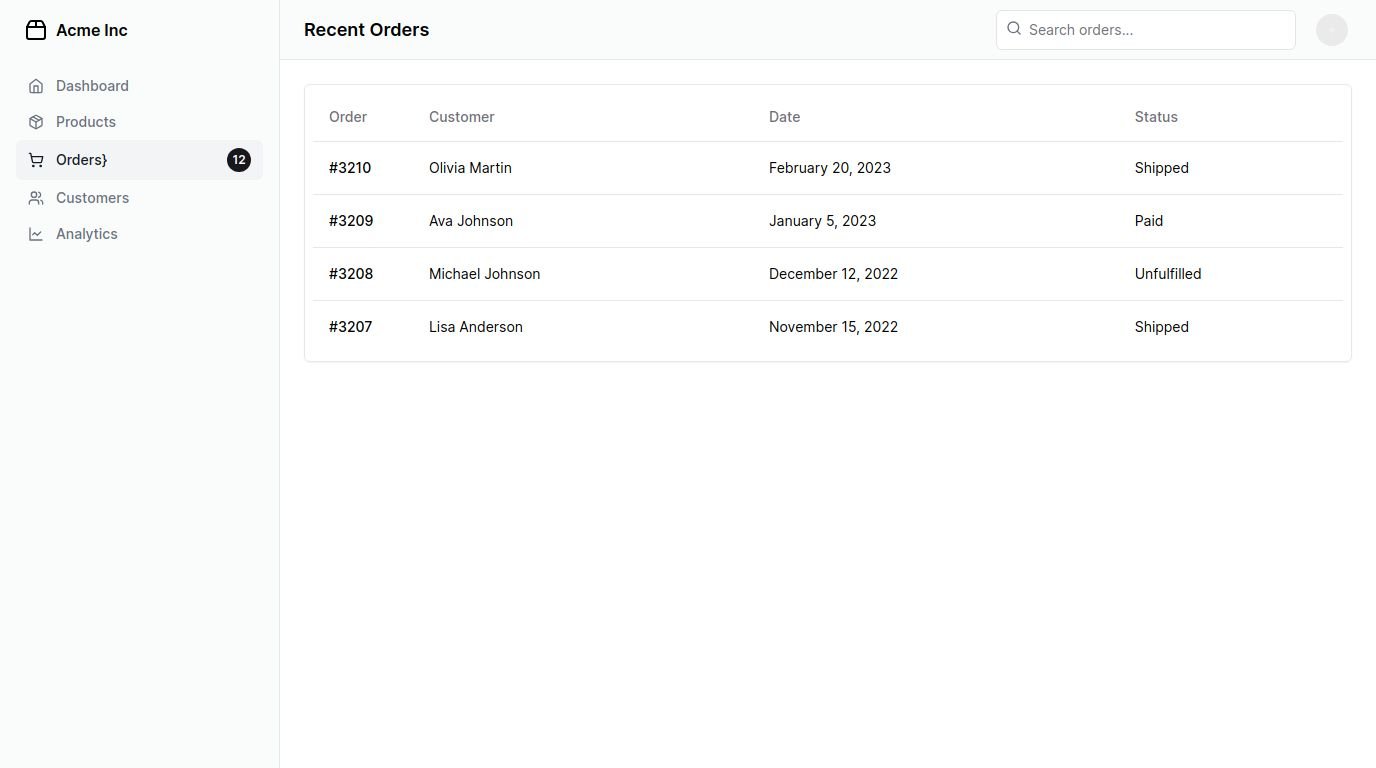 Acme Inc
Recent Orders
Search orders...
Dashboard
Products
Orders} 12
Customers
Analytics
Order Customer Date Status
#3210 Olivia Martin February 20, 2023 Shipped
#3209 Ava Johnson January 5, 2023 Paid
#3208 Michael Johnson December 12, 2022 Unfulfilled
#3207 Lisa Anderson November 15, 2022 Shipped